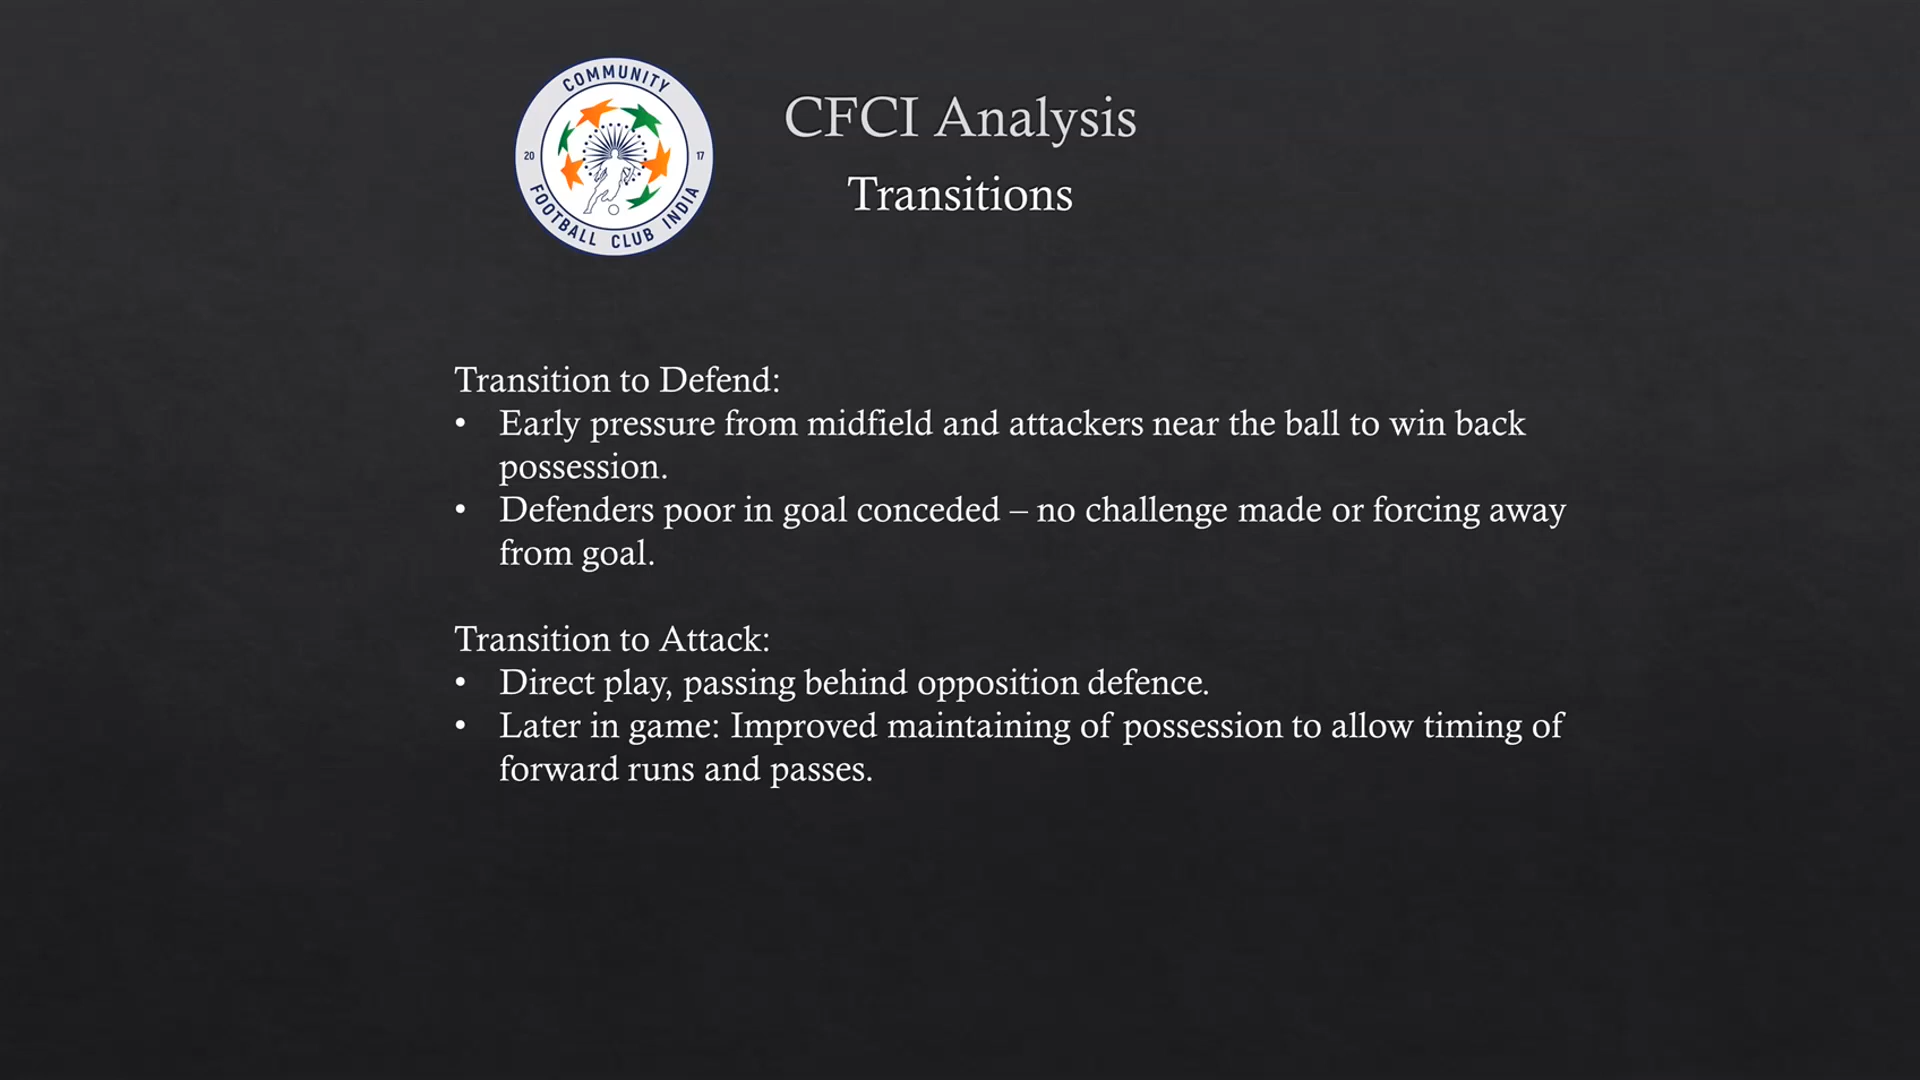 COMMUNITY
20 17
FOOTBALL CLUB INDIA
CFCI Analysis
Transitions
Transition to Defend:
• Early pressure from midfield and attackers near the ball to win back
possession.
• Defenders poor in goal conceded – no challenge made or forcing away
from goal.
Transition to Attack:
• Direct play, passing behind opposition defence.
• Later in game: Improved maintaining of possession to allow timing of
forward runs and passes.